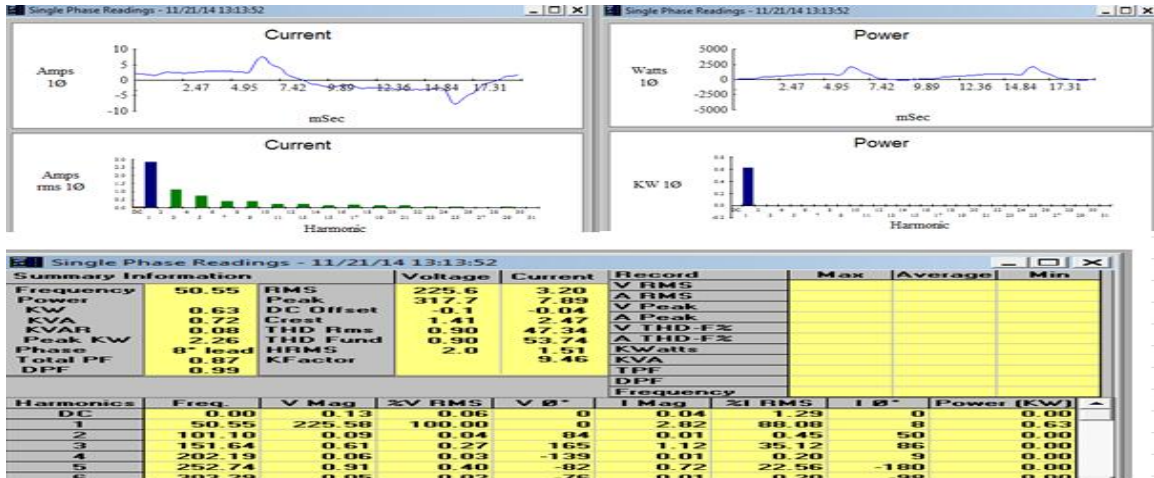 Single Phase Readings - 11/21/14 13:13:52
Current
10
5
0
-5
-10
Amps
1Ø
2.47 4.95 7.42 9.89 12.36 14.84 17.31
mSec
Current
Amps
rms 1Ø
Harmonic
Single Phase Readings - 11/21/14 13:13:52
Power
5000
2500
0
-2500
-5000
Watts
1Ø
2.47 4.95 7.42 9.89 12.36 14.84 17.31
mSec
Power
KW 1Ø
Harmonic
Single Phase Readings - 11/21/14 13:13:52
Summary Information Voltage Current Record Max Average Min
Frequency 50.55 RMS 225.6 3.20 V RMS
Power Peak 317.7 7.89 A RMS
KW 0.63 DC Offset -0.1 -0.04 V Peak
KVA 0.72 Crest 1.41 2.47 A Peak
KVAR 0.08 THD Rms 0.90 47.34 V THD-F%
Peak KW 2.26 THD Fund 0.90 53.74 A THD-F%
Phase 8° lead HRMS 2.0 1.51 KWatts
Total PF 0.87 KFactor 9.46 KVA
DPF 0.99 TPF
DPF
Frequency
Harmonics Freq. V Mag %V RMS V Ø° I Mag %I RMS I Ø° Power (KW)
DC 0.00 0.13 0.06 0 0.04 1.29 0 0.00
1 50.55 225.58 100.00 0 2.82 88.08 8 0.63
2 101.10 0.09 0.04 84 0.01 0.45 50 0.00
3 151.64 0.61 0.27 165 1.12 35.12 86 0.00
4 202.19 0.06 0.03 -139 0.01 0.20 9 0.00
5 252.74 0.91 0.40 -82 0.72 22.56 -180 0.00